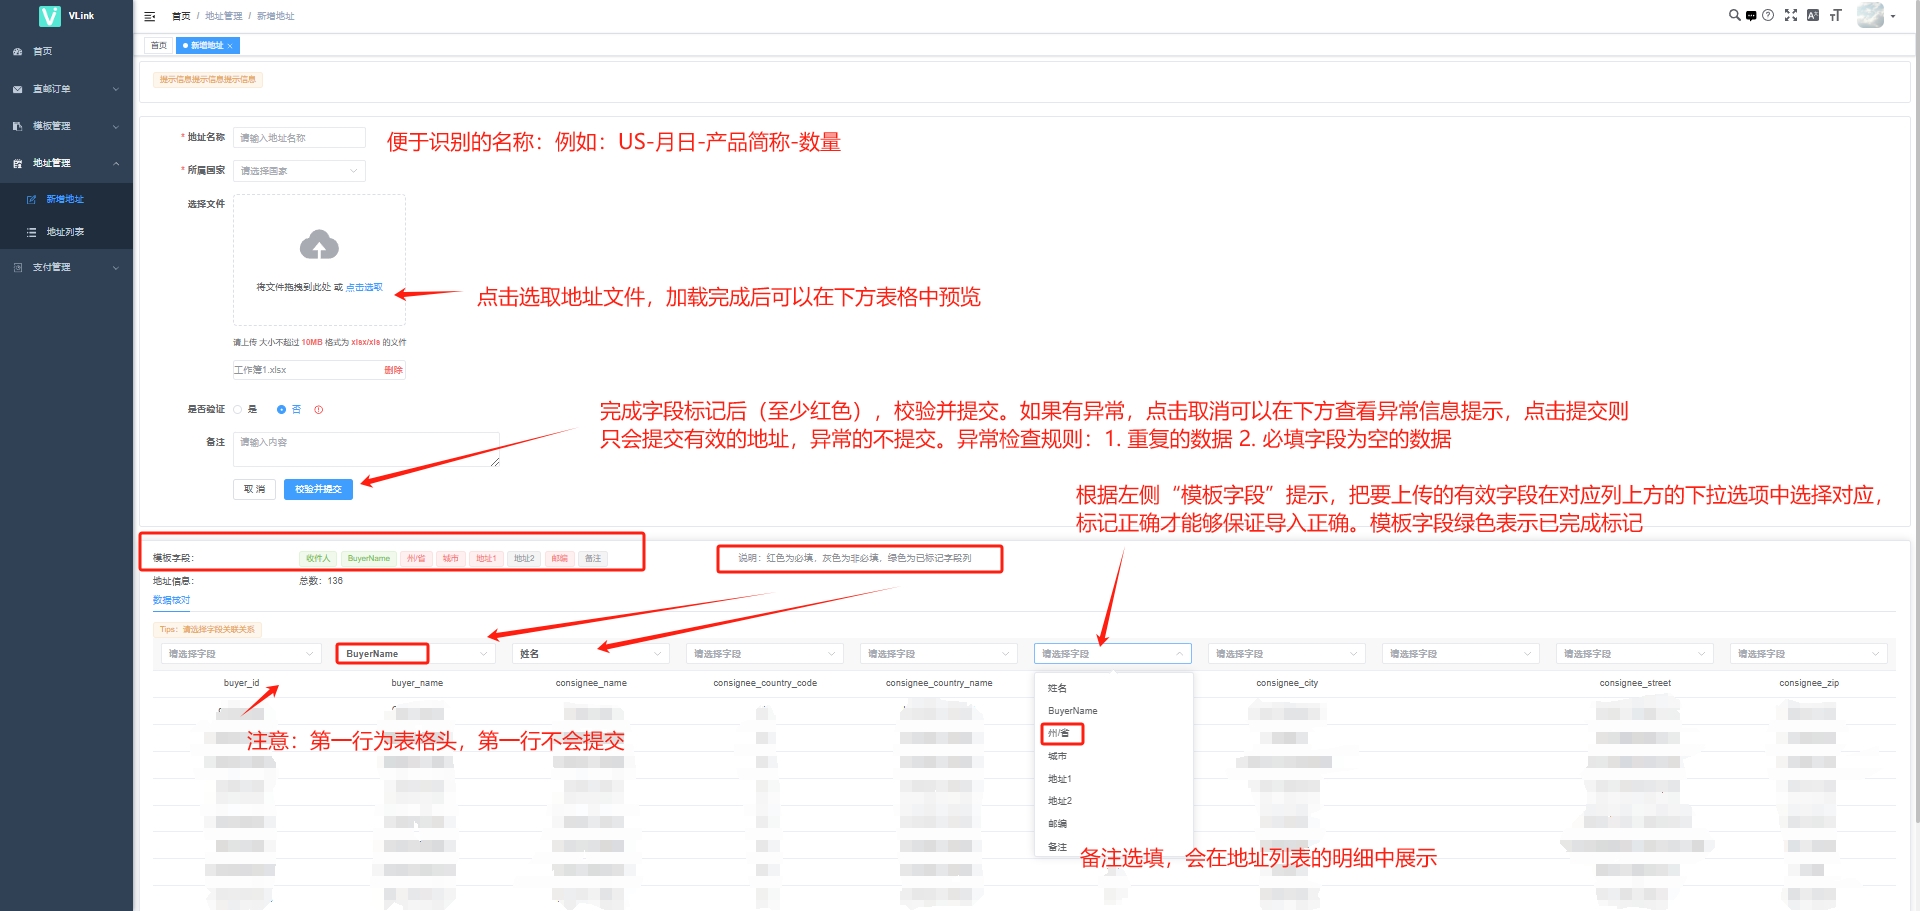 VLink
首页 / 地址管理 / 新增地址
首页
新增地址 ×
首页
直邮订单
模板管理
地址管理
新增地址
地址列表
支付管理
提示信息提示信息提示信息
* 地址名称 请输入地址名称
便于识别的名称：例如：US-月日-产品简称-数量
* 所属国家 请选择国家
选择文件
将文件拖拽到此处 或 点击选取
点击选取地址文件，加载完成后可以在下方表格中预览
请上传 大小不超过 10MB 格式为 xlsx/xls 的文件
工作簿1.xlsx 删除
是否验证 是 否
完成字段标记后（至少红色），校验并提交。如果有异常，点击取消可以在下方查看异常信息提示，点击提交则
只会提交有效的地址，异常的不提交。异常检查规则：1. 重复的数据 2. 必填字段为空的数据
备注 请输入内容
取 消 校验并提交
根据左侧“模板字段”提示，把要上传的有效字段在对应列上方的下拉选项中选择对应，
标记正确才能够保证导入正确。模板字段绿色表示已完成标记
模板字段： 收件人 BuyerName 州/省 城市 地址1 地址2 邮编 备注
说明：红色为必填，灰色为非必填，绿色为已标记字段列
地址信息： 总数：136
数据核对
Tips：请选择字段关联关系
请选择字段 BuyerName 姓名 请选择字段 请选择字段 请选择字段 请选择字段 请选择字段 请选择字段 请选择字段
buyer_id buyer_name consignee_name consignee_country_code consignee_country_name consignee_city consignee_street consignee_zip
姓名
BuyerName
州/省
城市
地址1
地址2
邮编
备注
注意：第一行为表格头，第一行不会提交
备注选填，会在地址列表的明细中展示